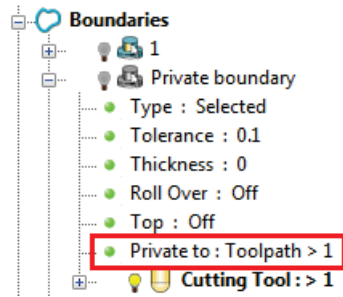 Boundaries
1
Private boundary
Type : Selected
Tolerance : 0.1
Thickness : 0
Roll Over : Off
Top : Off
Private to : Toolpath > 1
Cutting Tool : > 1